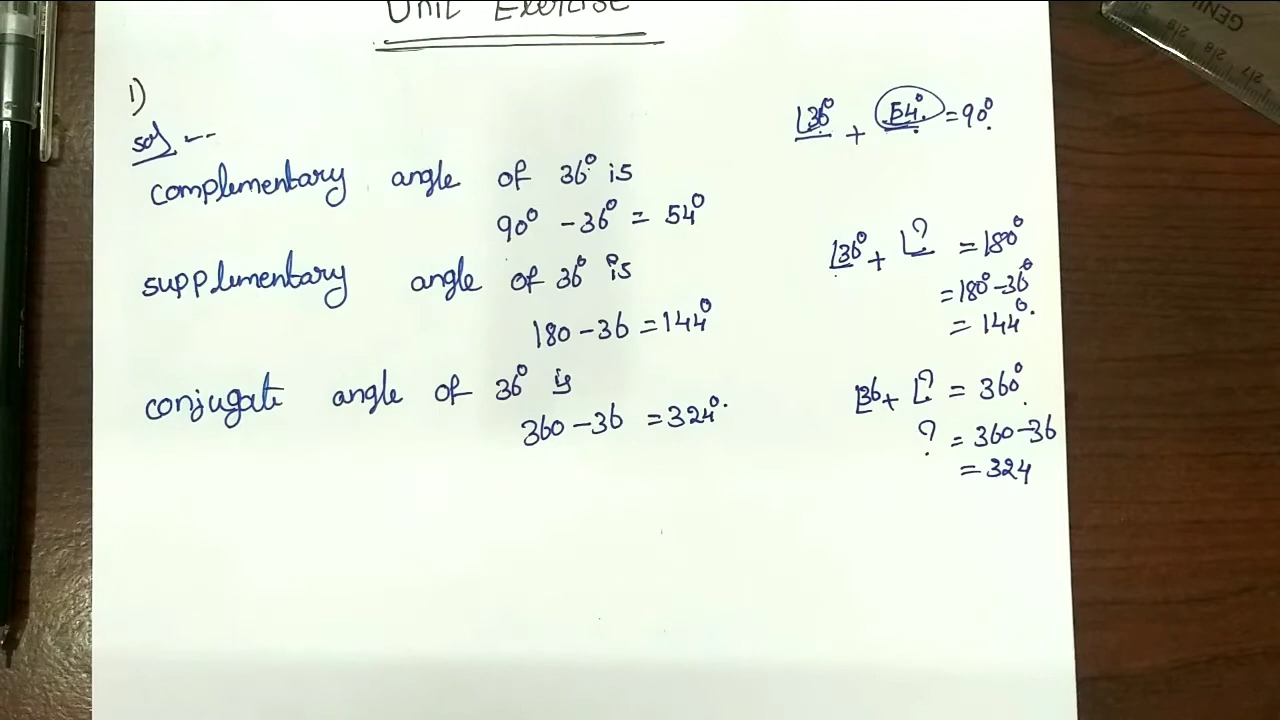 Unit Exercise
1)
sol
complementary angle of 36° is
90° - 36° = 54°
supplementary angle of 36° is
180 - 36 = 144°
conjugate angle of 36° is
360 - 36 = 324°.
∠36° + 54° = 90°
∠36° + ∠? = 180°
= 180° - 36°
= 144°.
∠36 + ∠? = 360°
? = 360 - 36
= 324
GENI